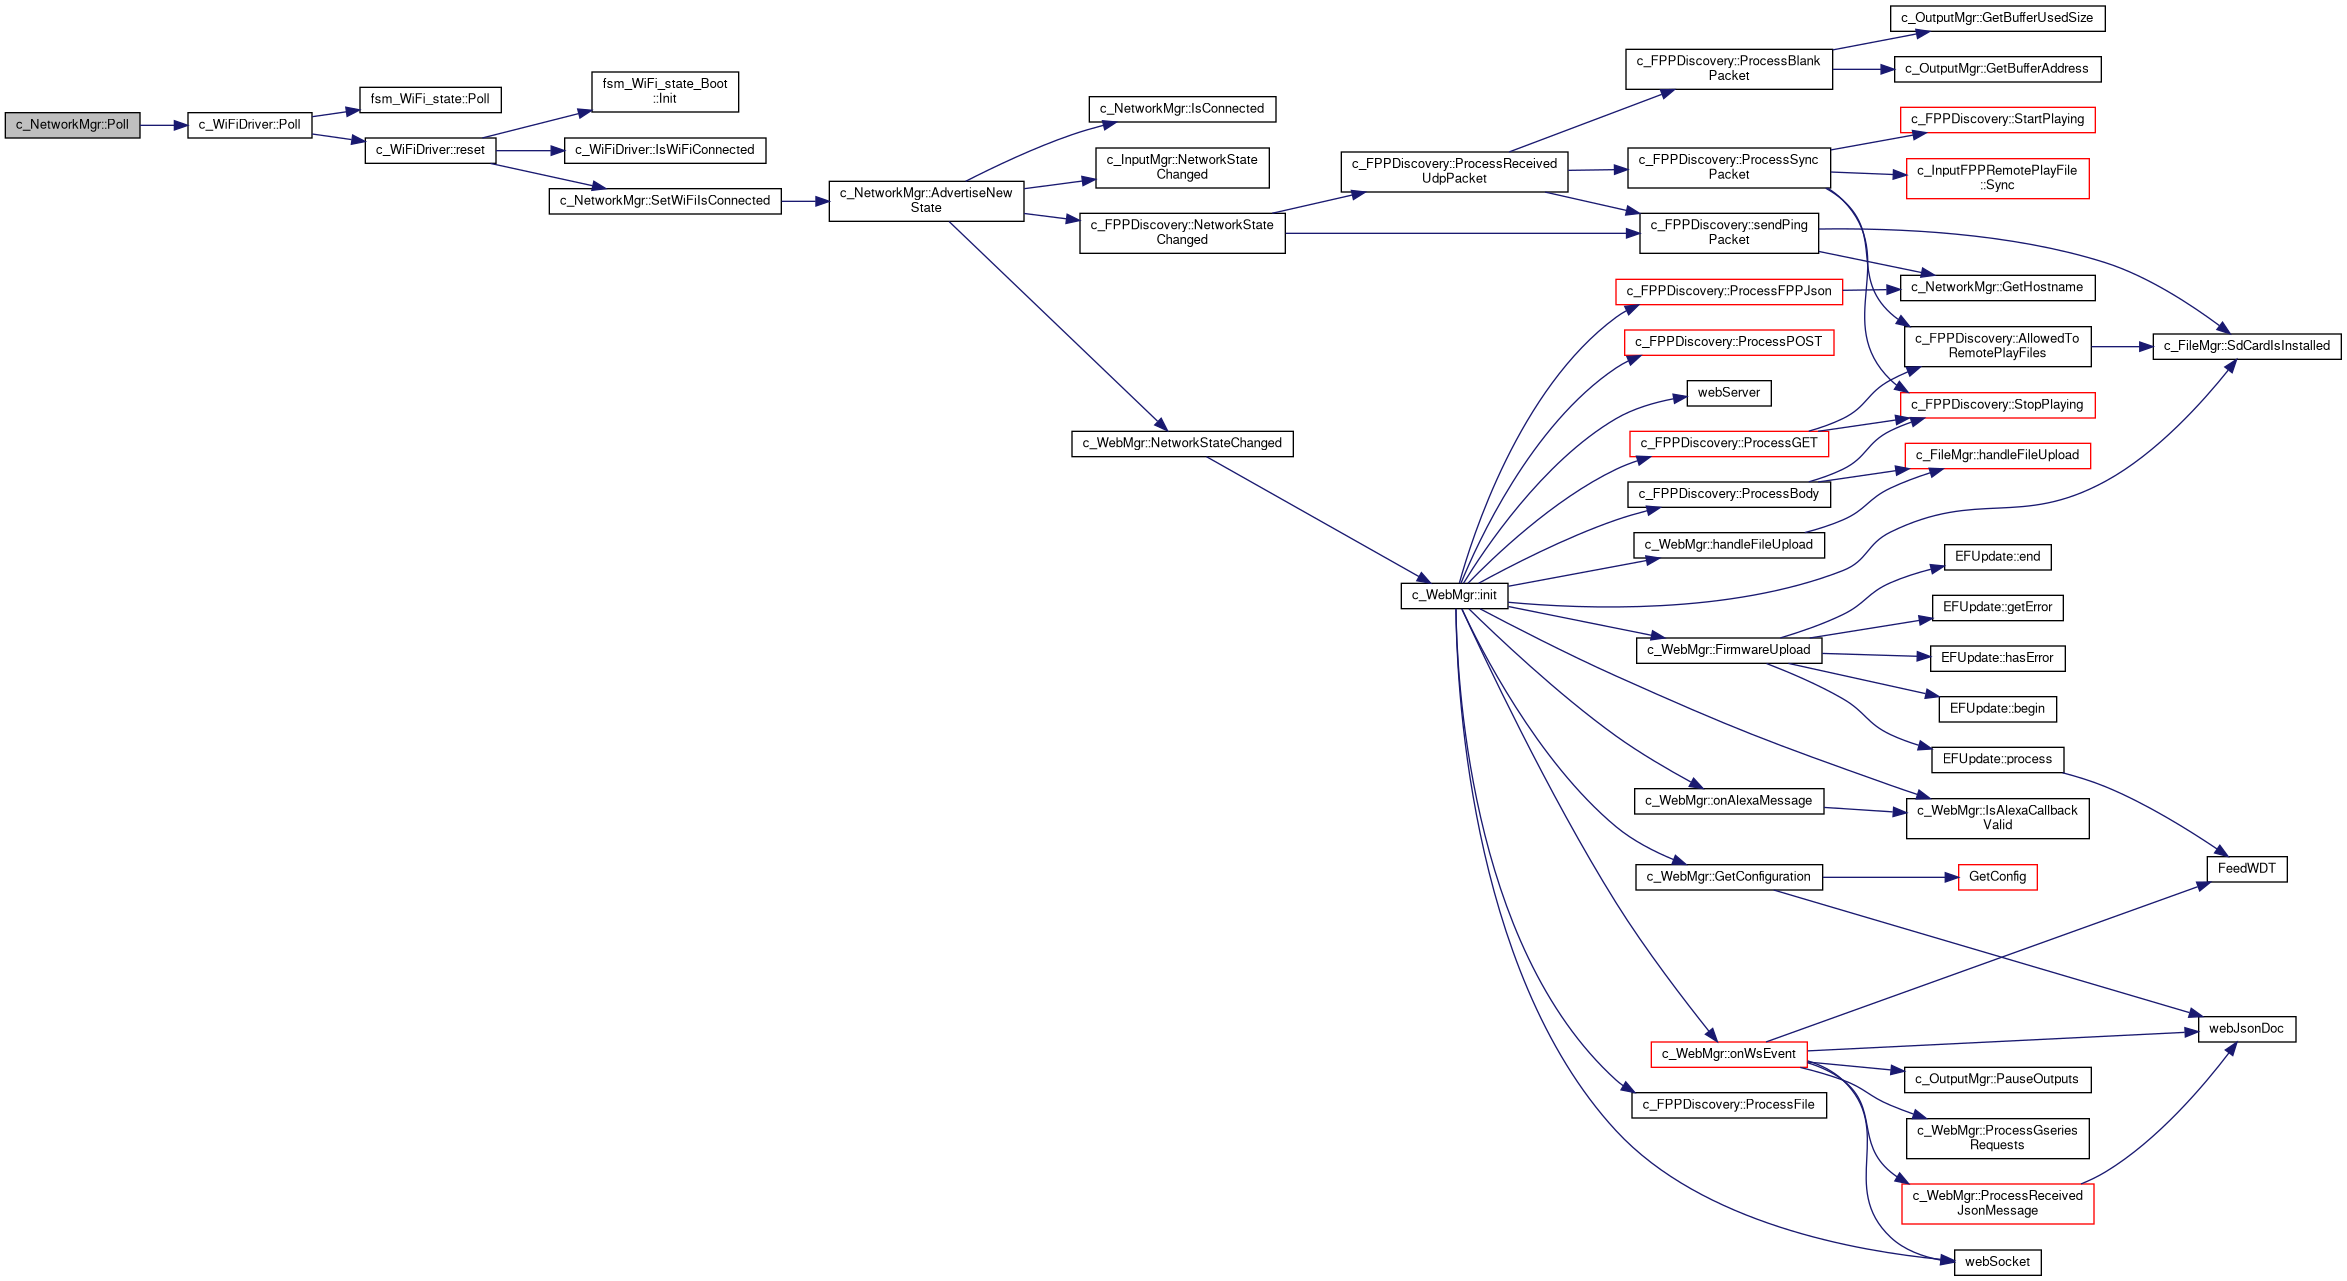 c_NetworkMgr::Poll
c_WiFiDriver::Poll
fsm_WiFi_state::Poll
c_WiFiDriver::reset
fsm_WiFi_state_Boot
::Init
c_WiFiDriver::IsWiFiConnected
c_NetworkMgr::SetWiFiIsConnected
c_NetworkMgr::AdvertiseNew
State
c_NetworkMgr::IsConnected
c_InputMgr::NetworkState
Changed
c_FPPDiscovery::NetworkState
Changed
c_WebMgr::NetworkStateChanged
c_FPPDiscovery::ProcessReceived
UdpPacket
c_WebMgr::init
c_FPPDiscovery::ProcessBlank
Packet
c_FPPDiscovery::ProcessSync
Packet
c_FPPDiscovery::sendPing
Packet
c_FPPDiscovery::ProcessFPPJson
c_FPPDiscovery::ProcessPOST
webServer
c_FPPDiscovery::ProcessGET
c_FPPDiscovery::ProcessBody
c_WebMgr::handleFileUpload
c_WebMgr::FirmwareUpload
c_WebMgr::onAlexaMessage
c_WebMgr::GetConfiguration
c_WebMgr::onWsEvent
c_FPPDiscovery::ProcessFile
c_OutputMgr::GetBufferUsedSize
c_OutputMgr::GetBufferAddress
c_FPPDiscovery::StartPlaying
c_InputFPPRemotePlayFile
::Sync
c_NetworkMgr::GetHostname
c_FPPDiscovery::AllowedTo
RemotePlayFiles
c_FPPDiscovery::StopPlaying
c_FileMgr::handleFileUpload
EFUpdate::end
EFUpdate::getError
EFUpdate::hasError
EFUpdate::begin
EFUpdate::process
c_WebMgr::IsAlexaCallback
Valid
GetConfig
c_OutputMgr::PauseOutputs
c_WebMgr::ProcessGseries
Requests
c_WebMgr::ProcessReceived
JsonMessage
webSocket
c_FileMgr::SdCardIsInstalled
FeedWDT
webJsonDoc